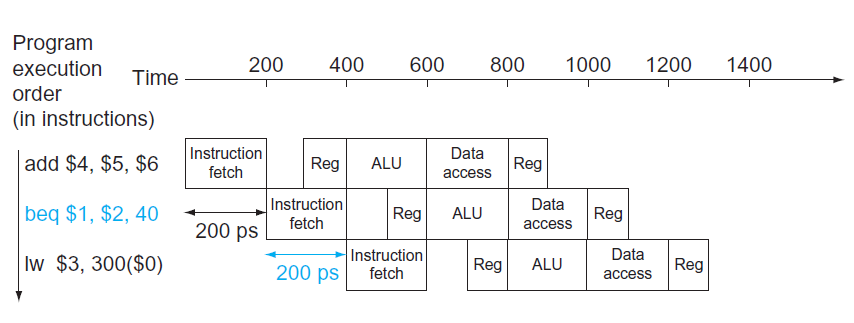 Program
execution
order
(in instructions)
Time
200 400 600 800 1000 1200 1400
add $4, $5, $6
Instruction
fetch
Reg
ALU
Data
access
Reg
beq $1, $2, 40
200 ps
Instruction
fetch
Reg
ALU
Data
access
Reg
lw $3, 300($0)
200 ps
Instruction
fetch
Reg
ALU
Data
access
Reg